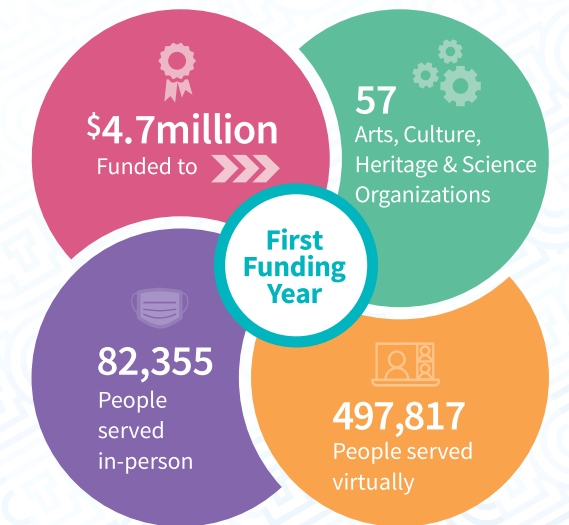 $4.7million
Funded to
57
Arts, Culture,
Heritage & Science
Organizations
First
Funding
Year
82,355
People
served
in-person
497,817
People served
virtually